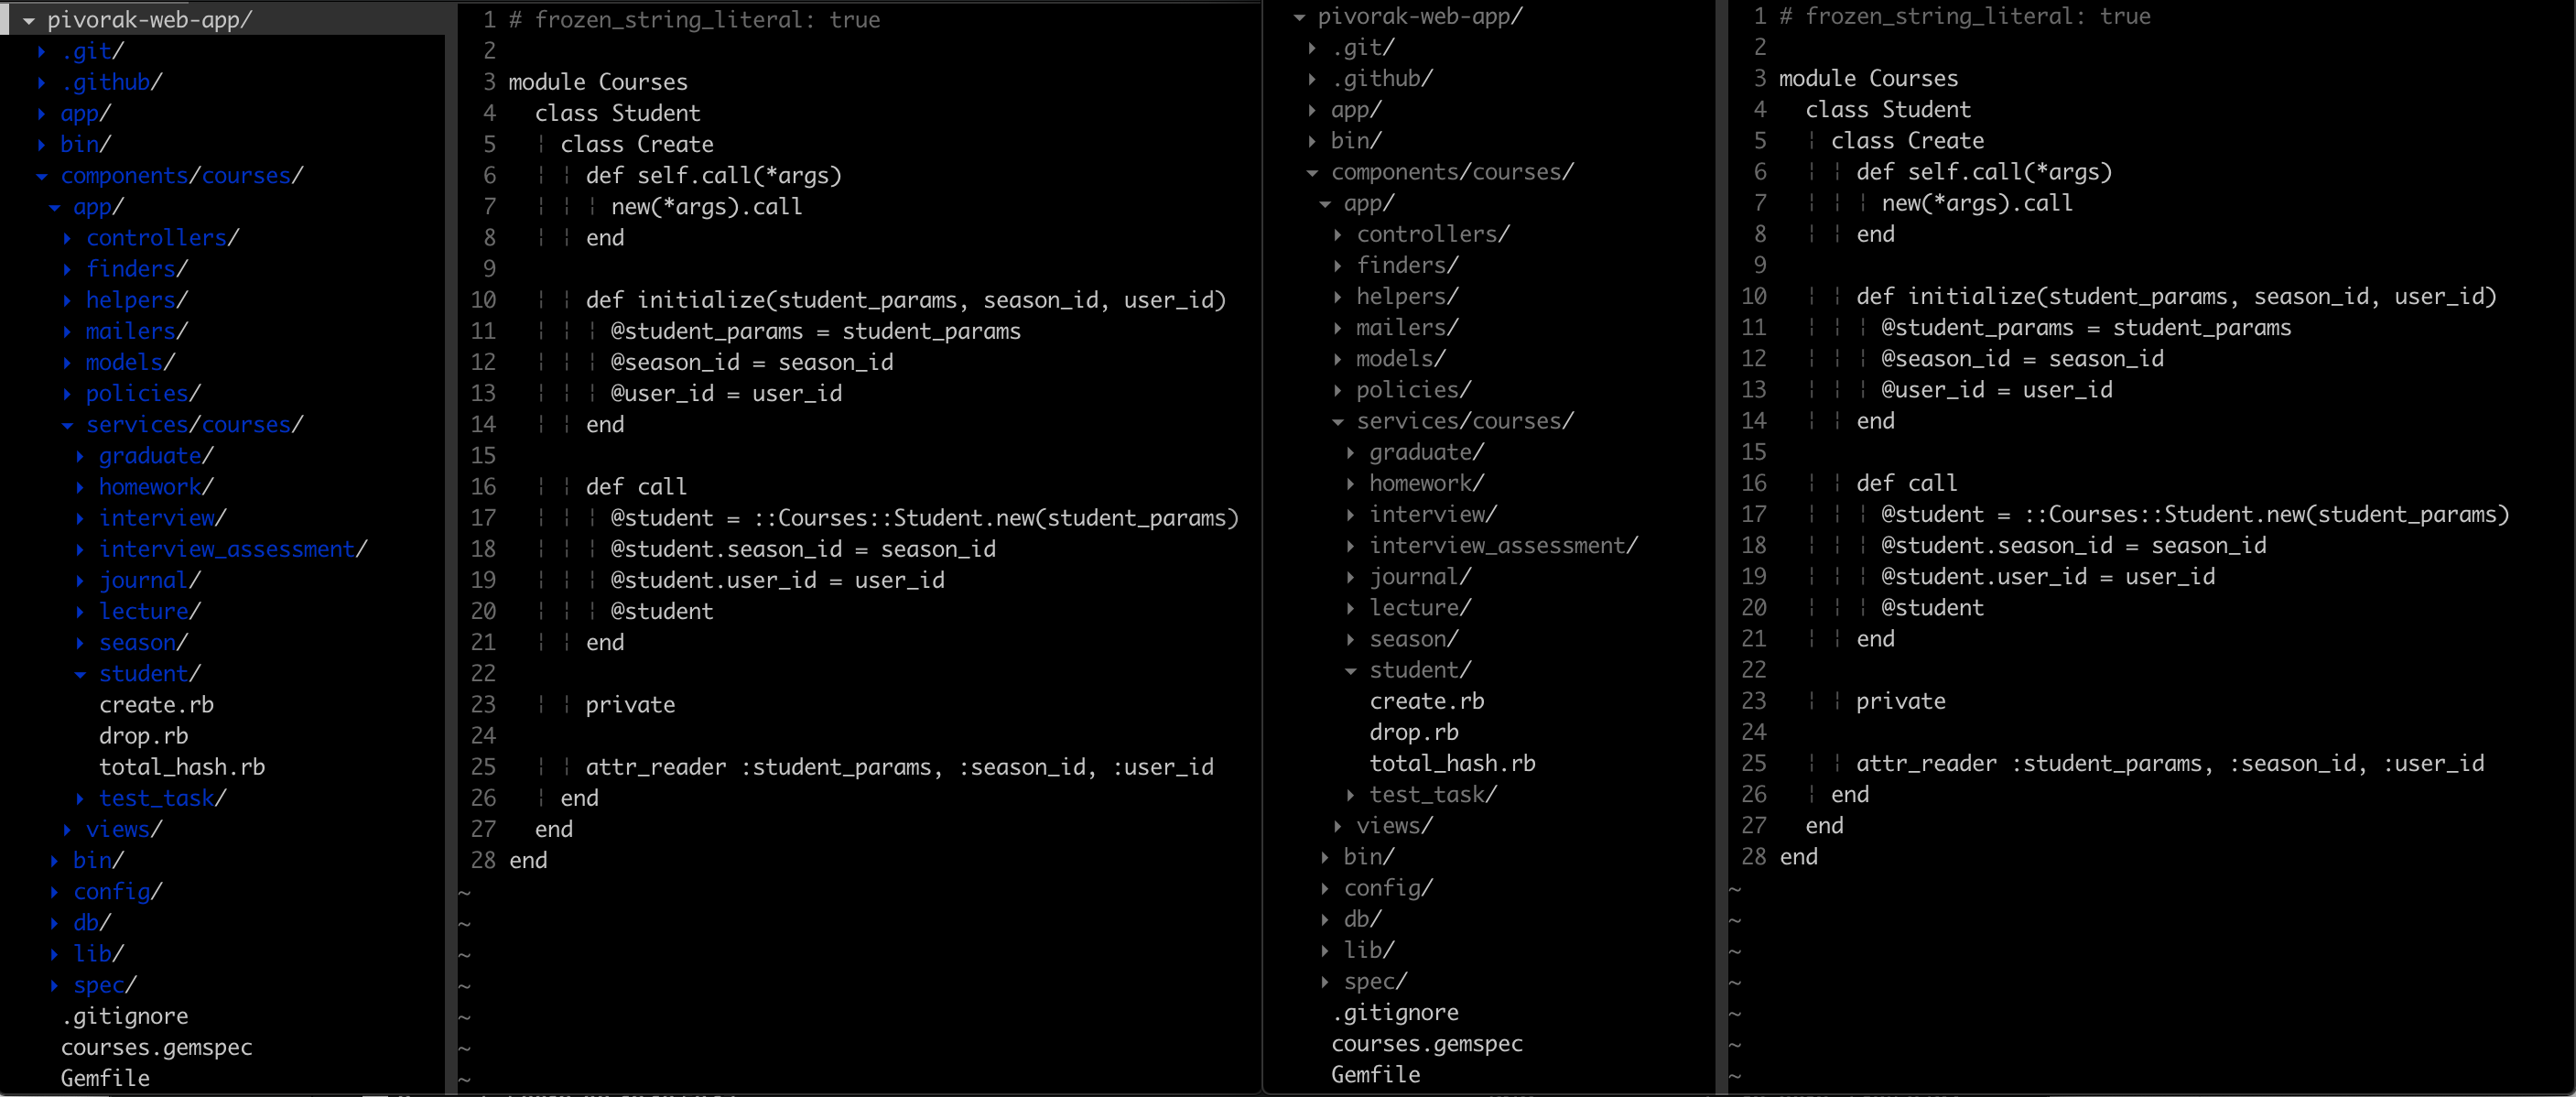 pivorak-web-app/
.git/
.github/
app/
bin/
components/courses/
app/
controllers/
finders/
helpers/
mailers/
models/
policies/
services/courses/
graduate/
homework/
interview/
interview_assessment/
journal/
lecture/
season/
student/
create.rb
drop.rb
total_hash.rb
test_task/
views/
bin/
config/
db/
lib/
spec/
.gitignore
courses.gemspec
Gemfile
1 # frozen_string_literal: true
2
3 module Courses
4   class Student
5   ¦ class Create
6   ¦ ¦ def self.call(*args)
7   ¦ ¦ ¦ new(*args).call
8   ¦ ¦ end
9
10   ¦ ¦ def initialize(student_params, season_id, user_id)
11   ¦ ¦ ¦ @student_params = student_params
12   ¦ ¦ ¦ @season_id = season_id
13   ¦ ¦ ¦ @user_id = user_id
14   ¦ ¦ end
15
16   ¦ ¦ def call
17   ¦ ¦ ¦ @student = ::Courses::Student.new(student_params)
18   ¦ ¦ ¦ @student.season_id = season_id
19   ¦ ¦ ¦ @student.user_id = user_id
20   ¦ ¦ ¦ @student
21   ¦ ¦ end
22
23   ¦ ¦ private
24
25   ¦ ¦ attr_reader :student_params, :season_id, :user_id
26   ¦ end
27   end
28 end
~
~
~
~
~
~
~
pivorak-web-app/
.git/
.github/
app/
bin/
components/courses/
app/
controllers/
finders/
helpers/
mailers/
models/
policies/
services/courses/
graduate/
homework/
interview/
interview_assessment/
journal/
lecture/
season/
student/
create.rb
drop.rb
total_hash.rb
test_task/
views/
bin/
config/
db/
lib/
spec/
.gitignore
courses.gemspec
Gemfile
1 # frozen_string_literal: true
2
3 module Courses
4   class Student
5   ¦ class Create
6   ¦ ¦ def self.call(*args)
7   ¦ ¦ ¦ new(*args).call
8   ¦ ¦ end
9
10   ¦ ¦ def initialize(student_params, season_id, user_id)
11   ¦ ¦ ¦ @student_params = student_params
12   ¦ ¦ ¦ @season_id = season_id
13   ¦ ¦ ¦ @user_id = user_id
14   ¦ ¦ end
15
16   ¦ ¦ def call
17   ¦ ¦ ¦ @student = ::Courses::Student.new(student_params)
18   ¦ ¦ ¦ @student.season_id = season_id
19   ¦ ¦ ¦ @student.user_id = user_id
20   ¦ ¦ ¦ @student
21   ¦ ¦ end
22
23   ¦ ¦ private
24
25   ¦ ¦ attr_reader :student_params, :season_id, :user_id
26   ¦ end
27   end
28 end
~
~
~
~
~
~
~